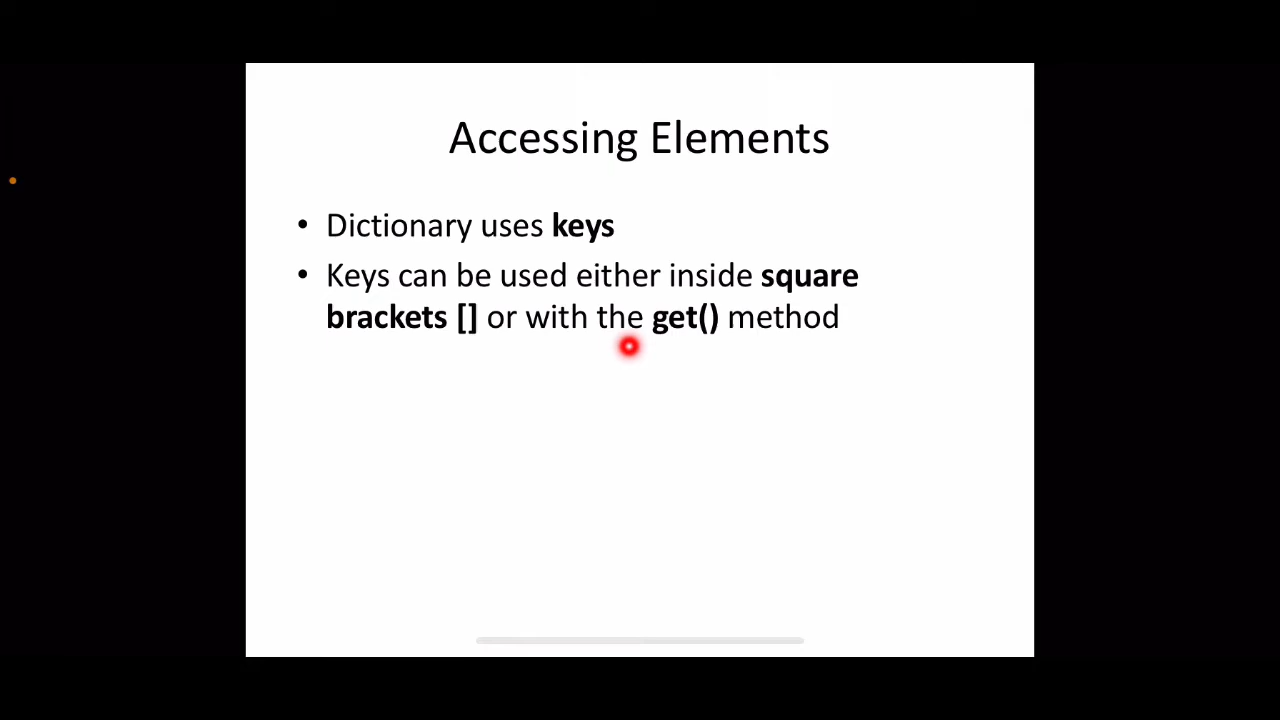 Accessing Elements
• Dictionary uses keys
• Keys can be used either inside square
brackets [] or with the get() method